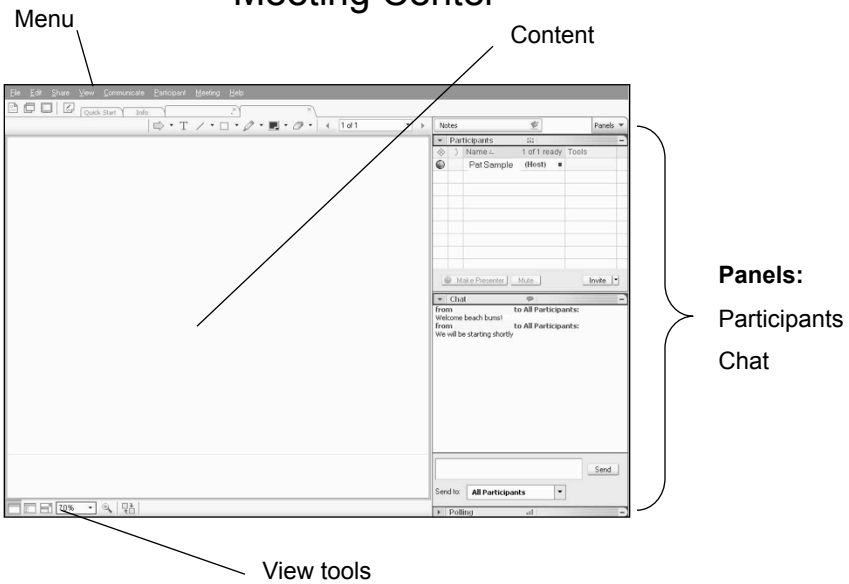 Meeting Center
Menu
Content
File Edit Share View Communicate Participant Meeting Help
Quick Start Info
T 1 of 1
Notes Panels
Participants
Name 1 of 1 ready Tools
Pat Sample (Host)
Make Presenter Mute Invite
Chat
from to All Participants:
Welcome beach bums!
from to All Participants:
We will be starting shortly
Send
Send to: All Participants
Polling
70%
Panels:
Participants
Chat
View tools